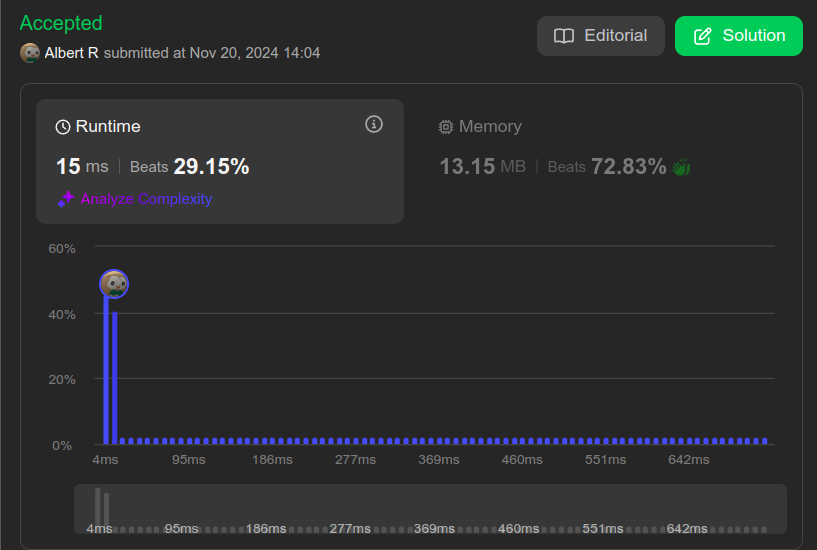 Accepted
Editorial
Solution
Albert R submitted at Nov 20, 2024 14:04
Runtime
Memory
15 ms | Beats 29.15%
13.15 MB | Beats 72.83%
Analyze Complexity
60%
40%
20%
0%
4ms 95ms 186ms 277ms 369ms 460ms 551ms 642ms
4ms 95ms 186ms 277ms 369ms 460ms 551ms 642ms